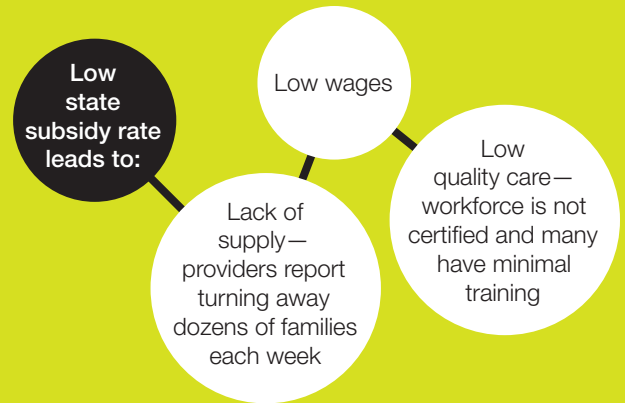 Low
state
subsidy rate
leads to:
Lack of
supply—
providers report
turning away
dozens of families
each week
Low wages
Low
quality care—
workforce is not
certified and many
have minimal
training